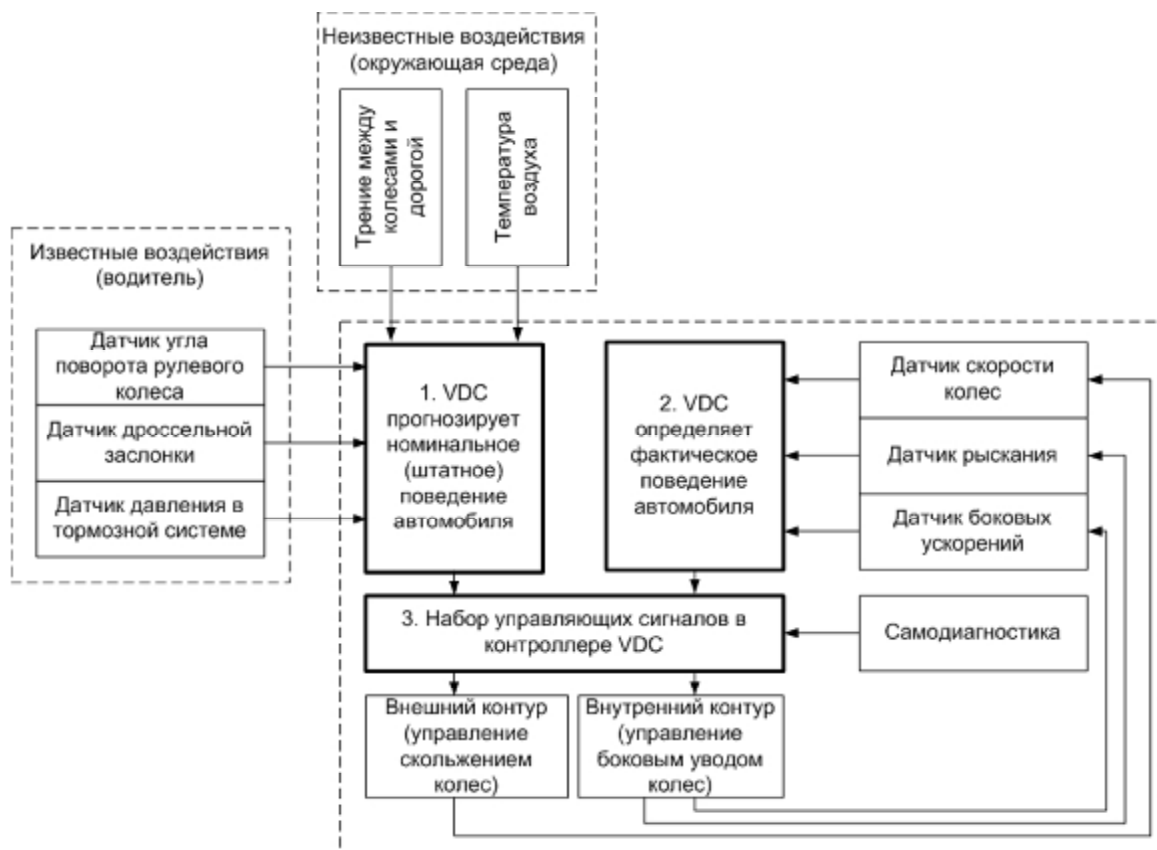 Неизвестные воздействия
(окружающая среда)
Трение между
колесами и
дорогой
Температура
воздуха
Известные воздействия
(водитель)
Датчик угла
поворота рулевого
колеса
Датчик дроссельной
заслонки
Датчик давления в
тормозной системе
1. VDC
прогнозирует
номинальное
(штатное)
поведение
автомобиля
2. VDC
определяет
фактическое
поведение
автомобиля
Датчик скорости
колес
Датчик рыскания
Датчик боковых
ускорений
3. Набор управляющих сигналов в
контроллере VDC
Самодиагностика
Внешний контур
(управление
скольжением
колес)
Внутренний контур
(управление
боковым уводом
колес)